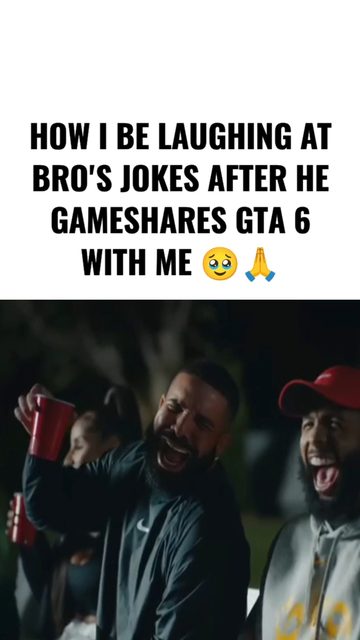 HOW I BE LAUGHING AT
BRO'S JOKES AFTER HE
GAMESHARES GTA 6
WITH ME 🥹🙏